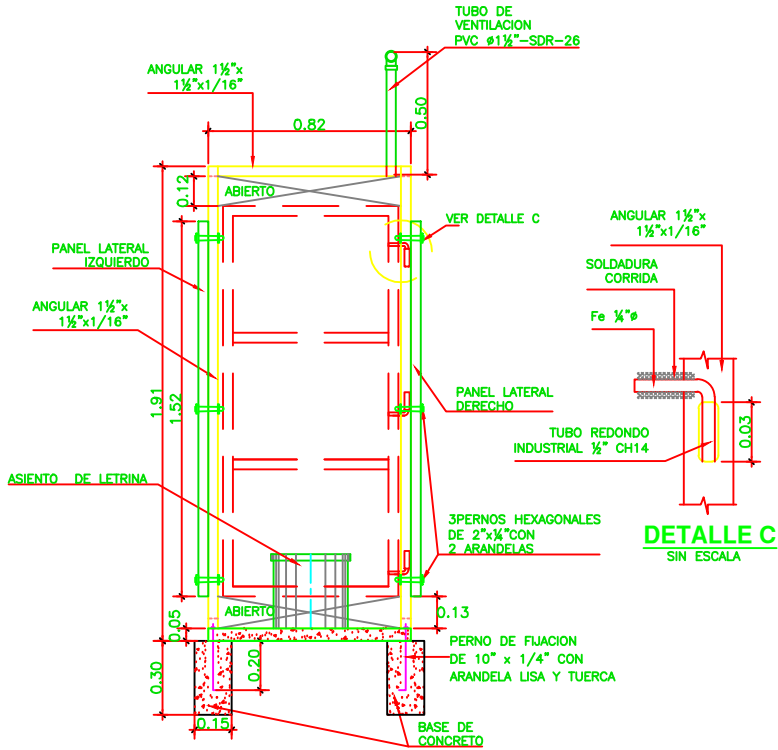 TUBO DE
VENTILACION
PVC ø1½"-SDR-26
ANGULAR 1½"x
1½"x1/16"
0.82
0.50
0.12
ABIERTO
VER DETALLE C
PANEL LATERAL
IZQUIERDO
ANGULAR 1½"x
1½"x1/16"
1.91
1.52
PANEL LATERAL
DERECHO
ASIENTO DE LETRINA
3PERNOS HEXAGONALES
DE 2"x¼"CON
2 ARANDELAS
ABIERTO
0.13
0.05
0.20
0.30
0.15
PERNO DE FIJACION
DE 10" x 1/4" CON
ARANDELA LISA Y TUERCA
BASE DE
CONCRETO
ANGULAR 1½"x
1½"x1/16"
SOLDADURA
CORRIDA
Fe ¼"ø
TUBO REDONDO
INDUSTRIAL ½" CH14
0.03
DETALLE C
SIN ESCALA